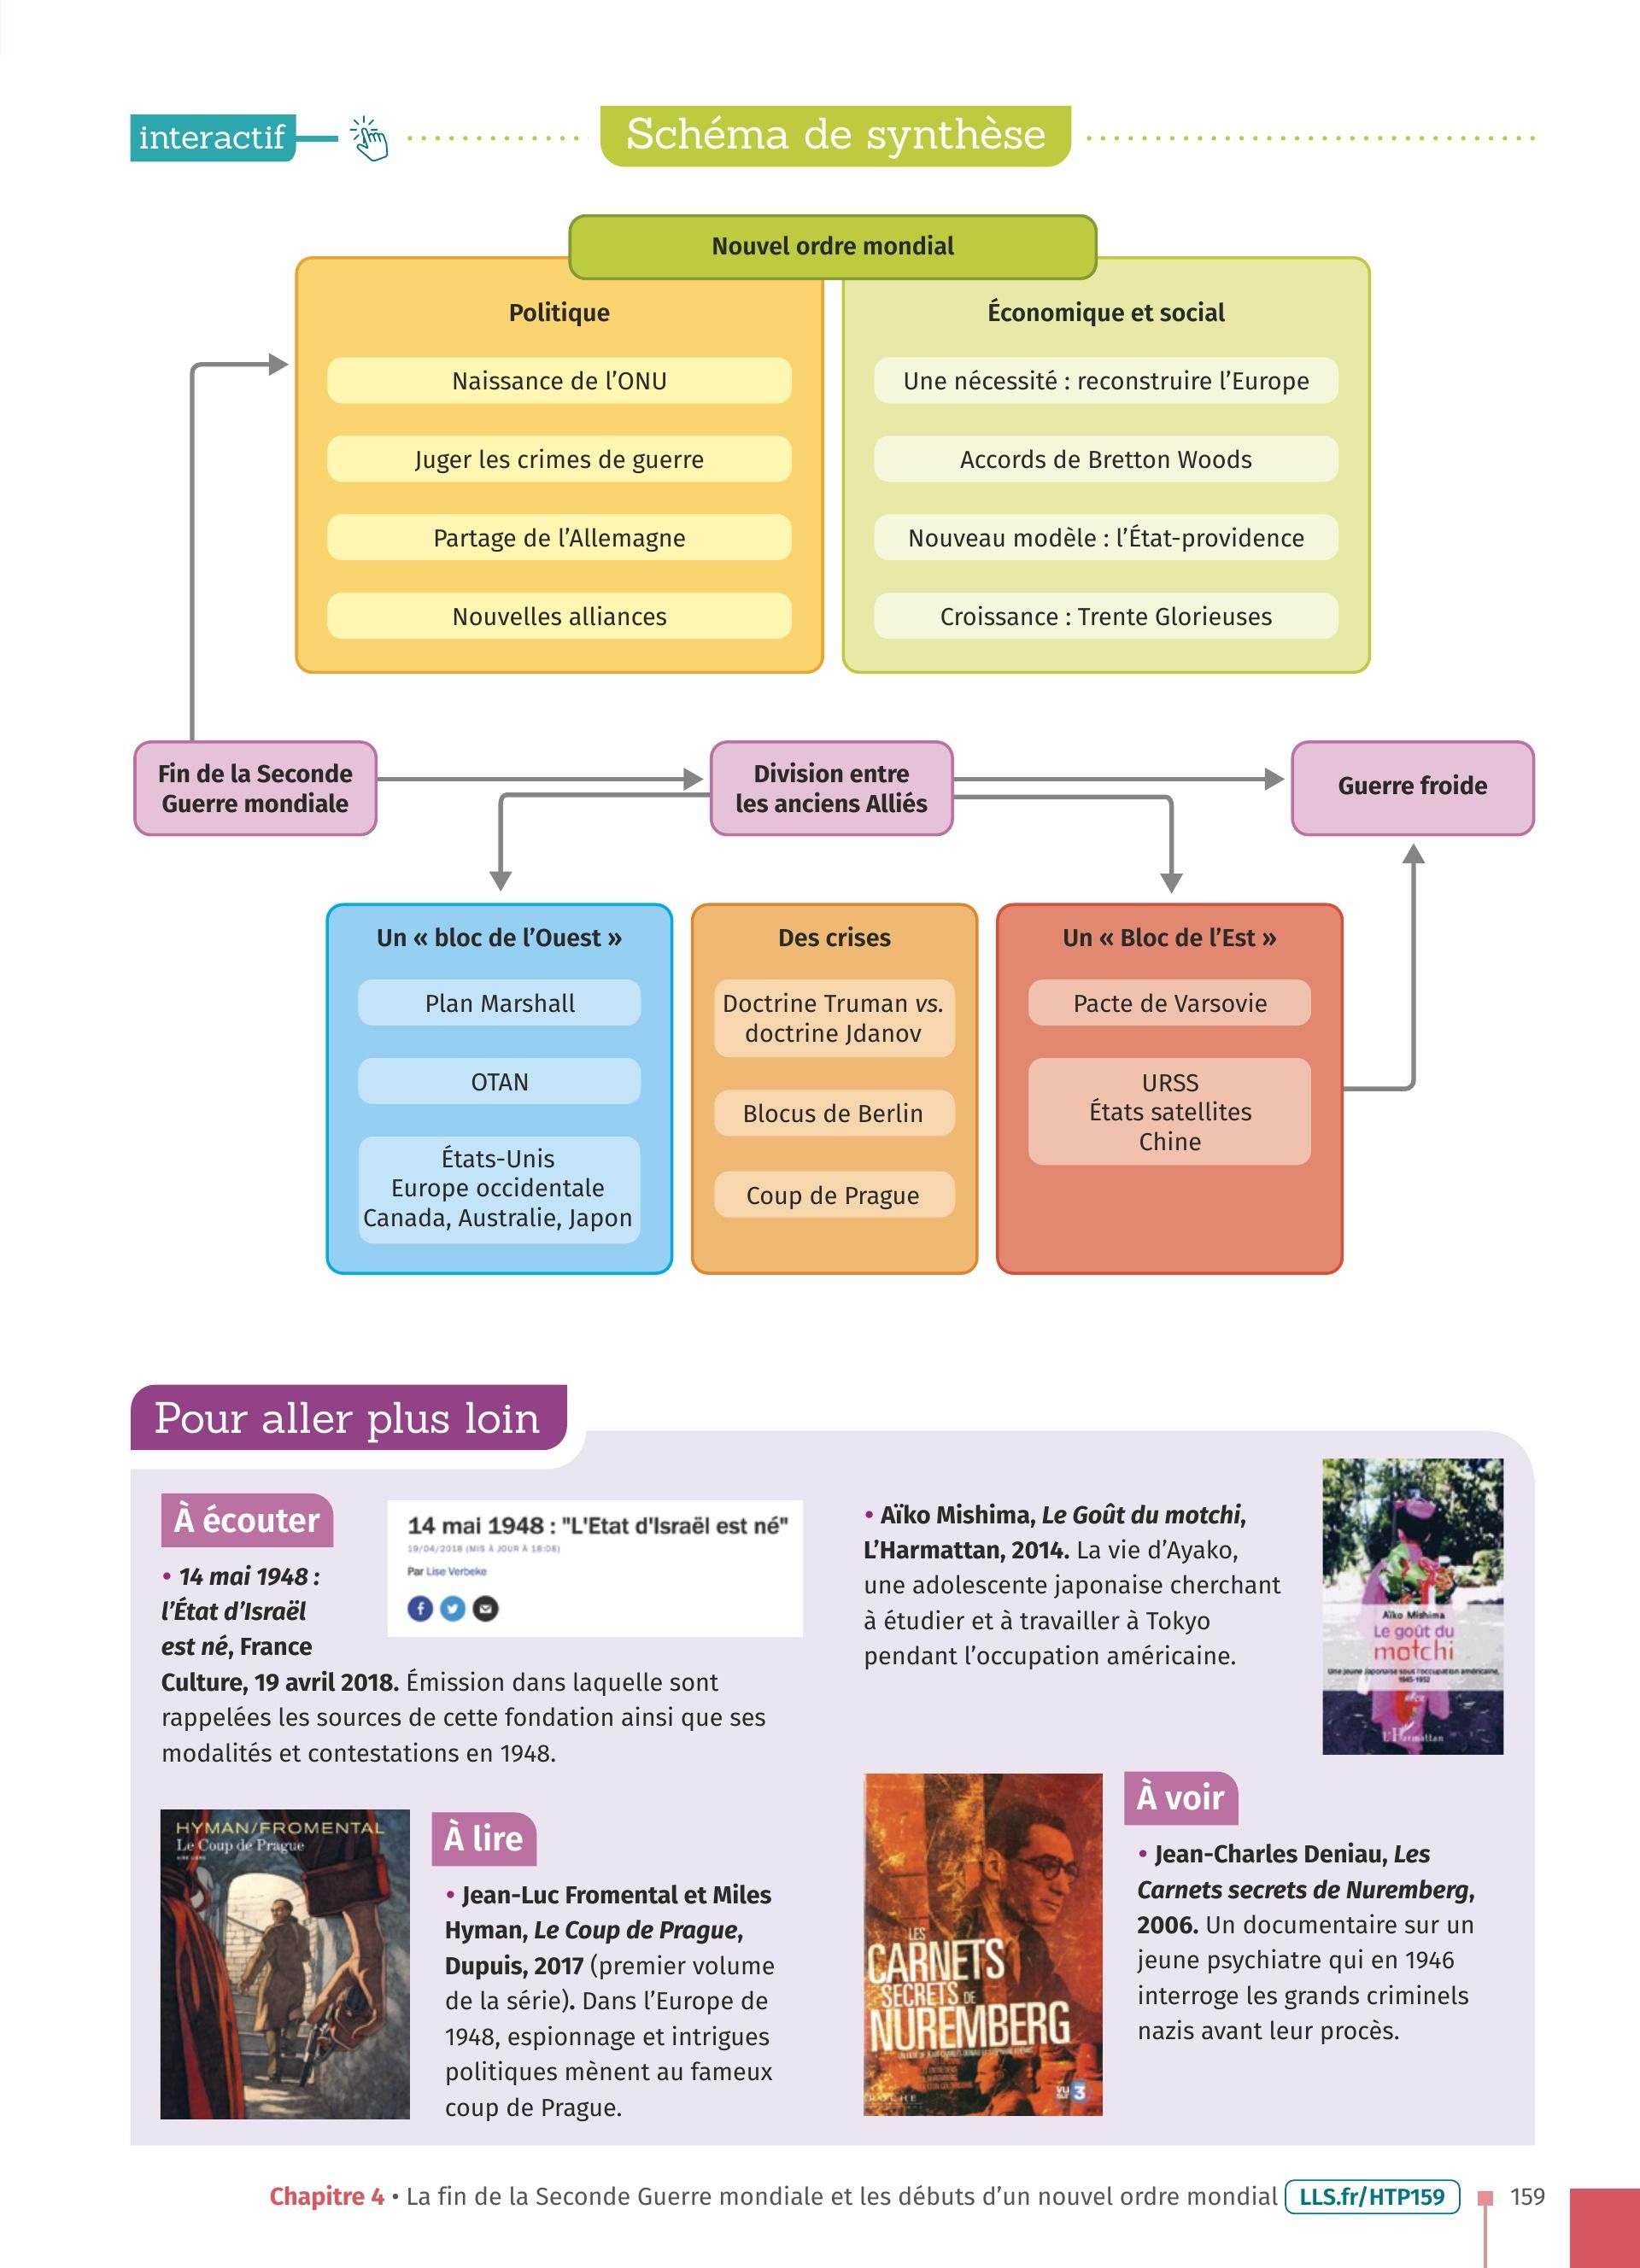 interactif
Schéma de synthèse
Nouvel ordre mondial
Politique
Naissance de l’ONU
Juger les crimes de guerre
Partage de l’Allemagne
Nouvelles alliances
Économique et social
Une nécessité : reconstruire l’Europe
Accords de Bretton Woods
Nouveau modèle : l’État-providence
Croissance : Trente Glorieuses
Fin de la Seconde
Guerre mondiale
Division entre
les anciens Alliés
Guerre froide
Un « bloc de l’Ouest »
Plan Marshall
OTAN
États-Unis
Europe occidentale
Canada, Australie, Japon
Des crises
Doctrine Truman vs.
doctrine Jdanov
Blocus de Berlin
Coup de Prague
Un « Bloc de l’Est »
Pacte de Varsovie
URSS
États satellites
Chine
Pour aller plus loin
À écouter
• 14 mai 1948 :
l’État d’Israël
est né, France
Culture, 19 avril 2018. Émission dans laquelle sont
rappelées les sources de cette fondation ainsi que ses
modalités et contestations en 1948.
14 mai 1948 : "L'Etat d'Israël est né"
19/04/2018 (MIS À JOUR À 18:08)
Par Lise Verbeke
HYMAN/FROMENTAL
Le Coup de Prague
À lire
• Jean-Luc Fromental et Miles
Hyman, Le Coup de Prague,
Dupuis, 2017 (premier volume
de la série). Dans l’Europe de
1948, espionnage et intrigues
politiques mènent au fameux
coup de Prague.
• Aïko Mishima, Le Goût du motchi,
L’Harmattan, 2014. La vie d’Ayako,
une adolescente japonaise cherchant
à étudier et à travailler à Tokyo
pendant l’occupation américaine.
Aïko Mishima
Le goût du
motchi
Une jeune Japonaise sous l'occupation américaine,
1945-1952
L'Harmattan
LES
CARNETS
SECRETS DE
NUREMBERG
VU SUR 3
À voir
• Jean-Charles Deniau, Les
Carnets secrets de Nuremberg,
2006. Un documentaire sur un
jeune psychiatre qui en 1946
interroge les grands criminels
nazis avant leur procès.
Chapitre 4 • La fin de la Seconde Guerre mondiale et les débuts d’un nouvel ordre mondial LLS.fr/HTP159 159